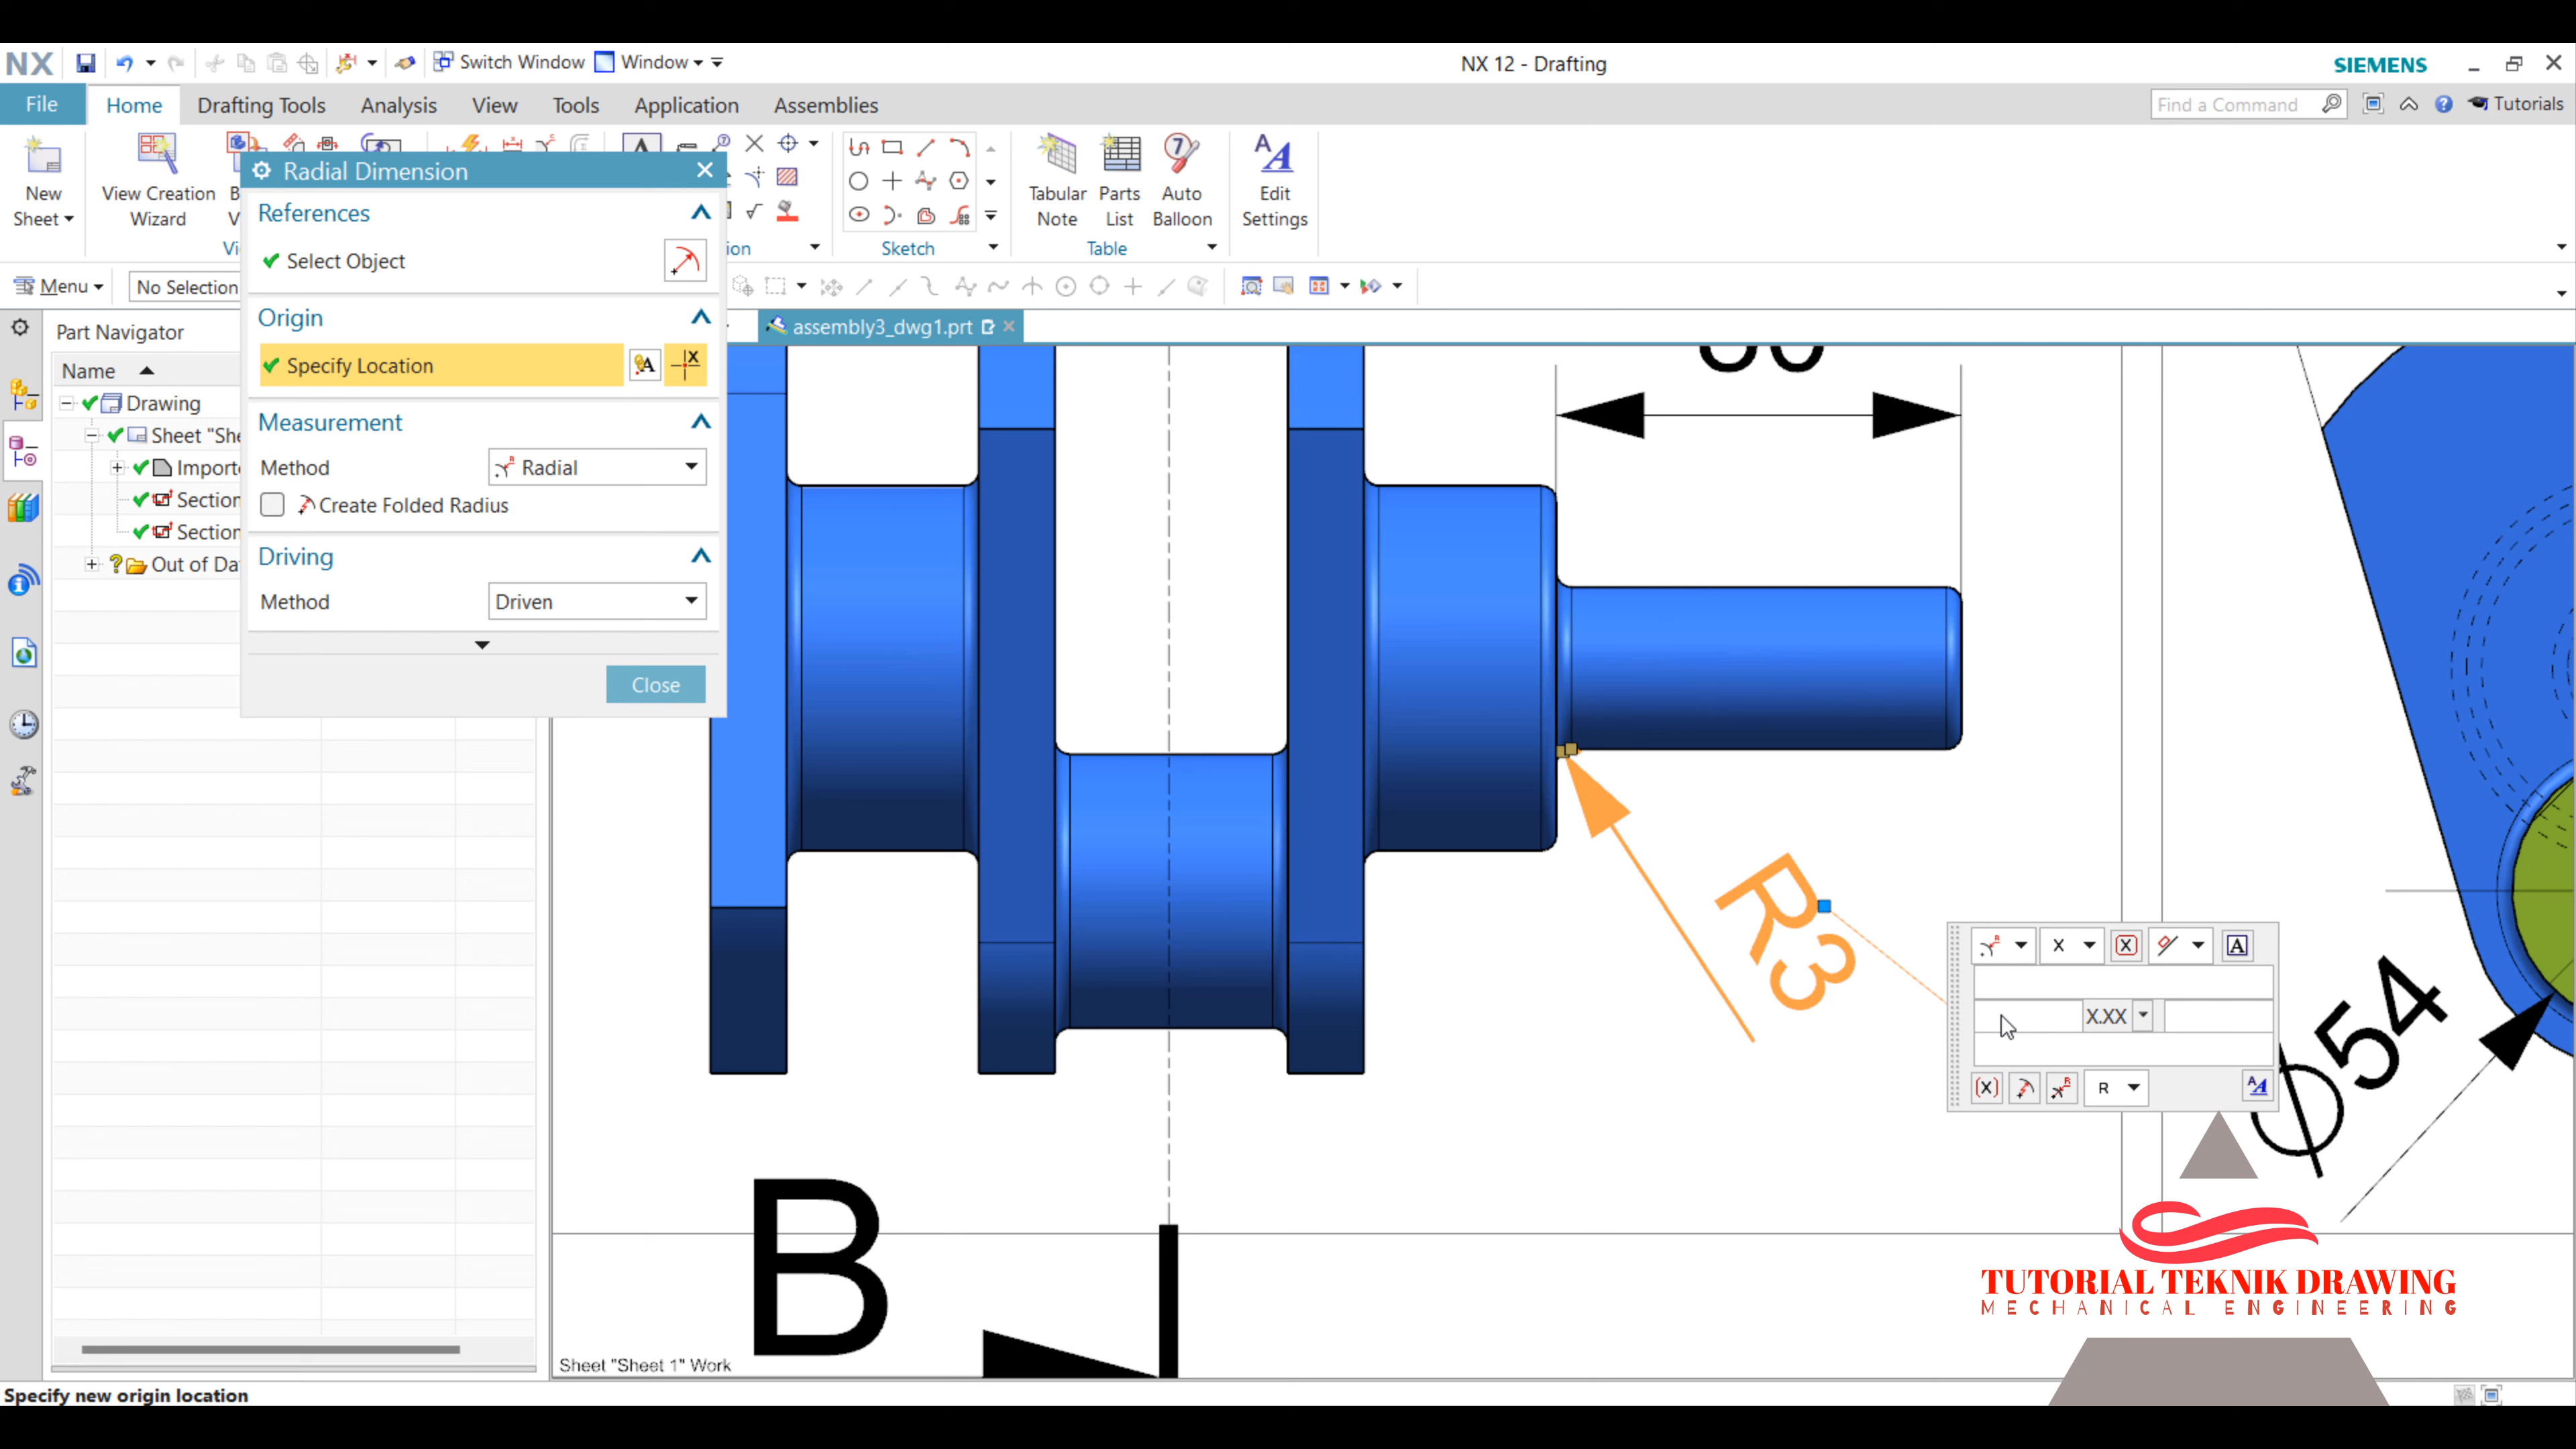 NX
Switch Window
Window
NX 12 - Drafting
SIEMENS
File
Home
Drafting Tools
Analysis
View
Tools
Application
Assemblies
Find a Command
Tutorials
New
Sheet
View Creation
Wizard
Sketch
Tabular
Note
Parts
List
Auto
Balloon
Table
Edit
Settings
Menu
No Selection
Part Navigator
Name
Drawing
Sheet "She
Importe
Section
Section
Out of Da
Radial Dimension
References
Select Object
Origin
Specify Location
Measurement
Method
Radial
Create Folded Radius
Driving
Method
Driven
Close
assembly3_dwg1.prt
R3
X
X
A
X.XX
(X)
R
φ54
B
Sheet "Sheet 1" Work
TUTORIAL TEKNIK DRAWING
MECHANICAL ENGINEERING
Specify new origin location